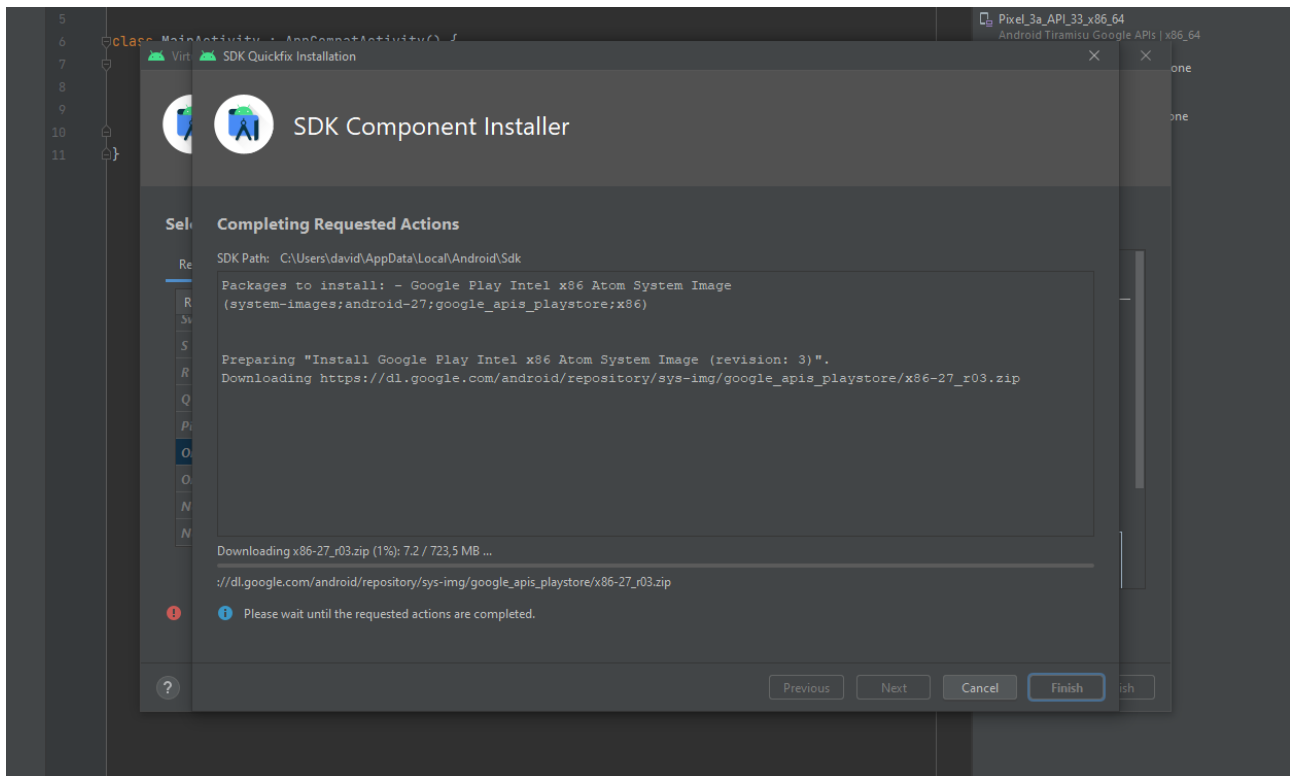 5
6 class MainActivity : AppCompatActivity() {
7
8
9
10
11 }
Pixel_3a_API_33_x86_64
Android Tiramisu Google APIs | x86_64
SDK Quickfix Installation
SDK Component Installer
Completing Requested Actions
SDK Path: C:\Users\david\AppData\Local\Android\Sdk
Packages to install: - Google Play Intel x86 Atom System Image
(system-images;android-27;google_apis_playstore;x86)
Preparing "Install Google Play Intel x86 Atom System Image (revision: 3)".
Downloading https://dl.google.com/android/repository/sys-img/google_apis_playstore/x86-27_r03.zip
Downloading x86-27_r03.zip (1%): 7.2 / 723,5 MB ...
://dl.google.com/android/repository/sys-img/google_apis_playstore/x86-27_r03.zip
Please wait until the requested actions are completed.
? Previous Next Cancel Finish